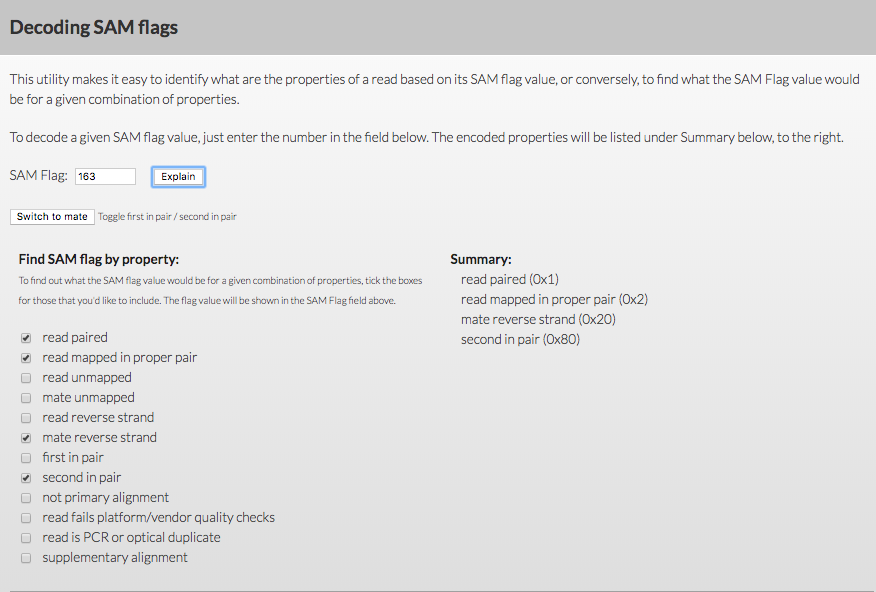 Decoding SAM flags
This utility makes it easy to identify what are the properties of a read based on its SAM flag value, or conversely, to find what the SAM Flag value would
be for a given combination of properties.
To decode a given SAM flag value, just enter the number in the field below. The encoded properties will be listed under Summary below, to the right.
SAM Flag: 163 Explain
Switch to mate Toggle first in pair / second in pair
Find SAM flag by property:
To find out what the SAM flag value would be for a given combination of properties, tick the boxes
for those that you'd like to include. The flag value will be shown in the SAM Flag field above.
read paired
read mapped in proper pair
read unmapped
mate unmapped
read reverse strand
mate reverse strand
first in pair
second in pair
not primary alignment
read fails platform/vendor quality checks
read is PCR or optical duplicate
supplementary alignment
Summary:
read paired (0x1)
read mapped in proper pair (0x2)
mate reverse strand (0x20)
second in pair (0x80)